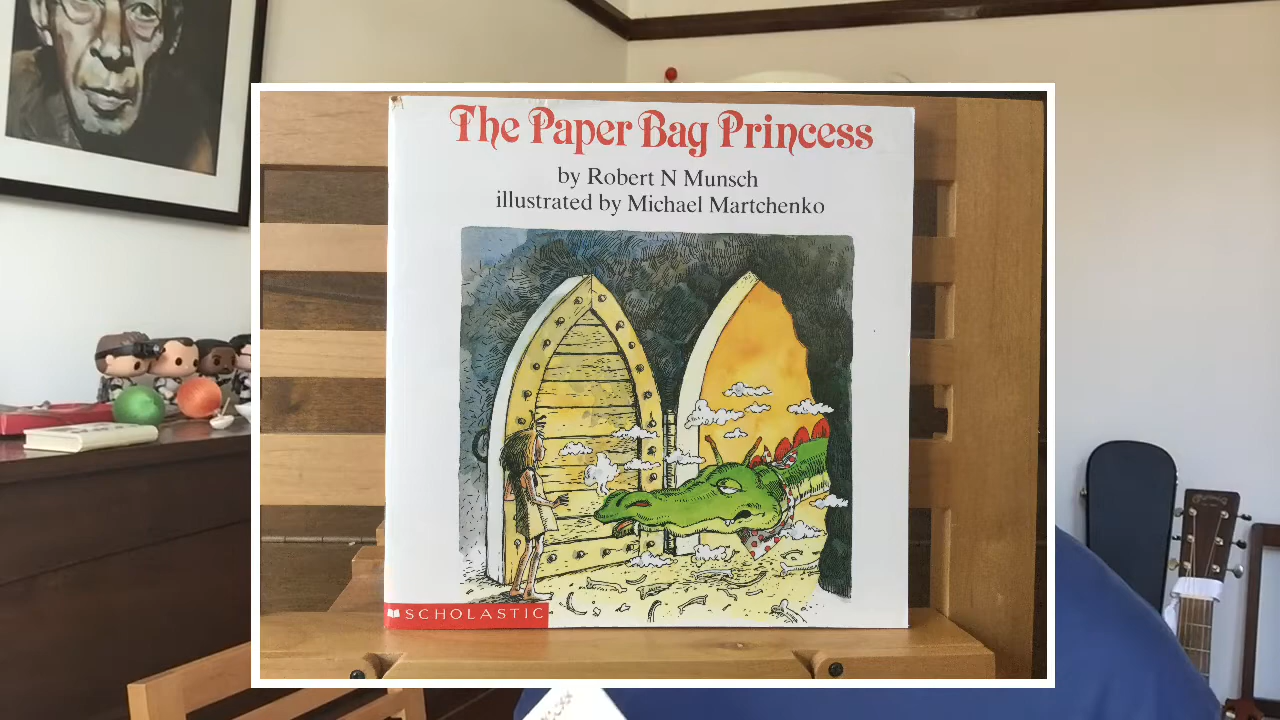 The Paper Bag Princess
by Robert N Munsch
illustrated by Michael Martchenko
SCHOLASTIC